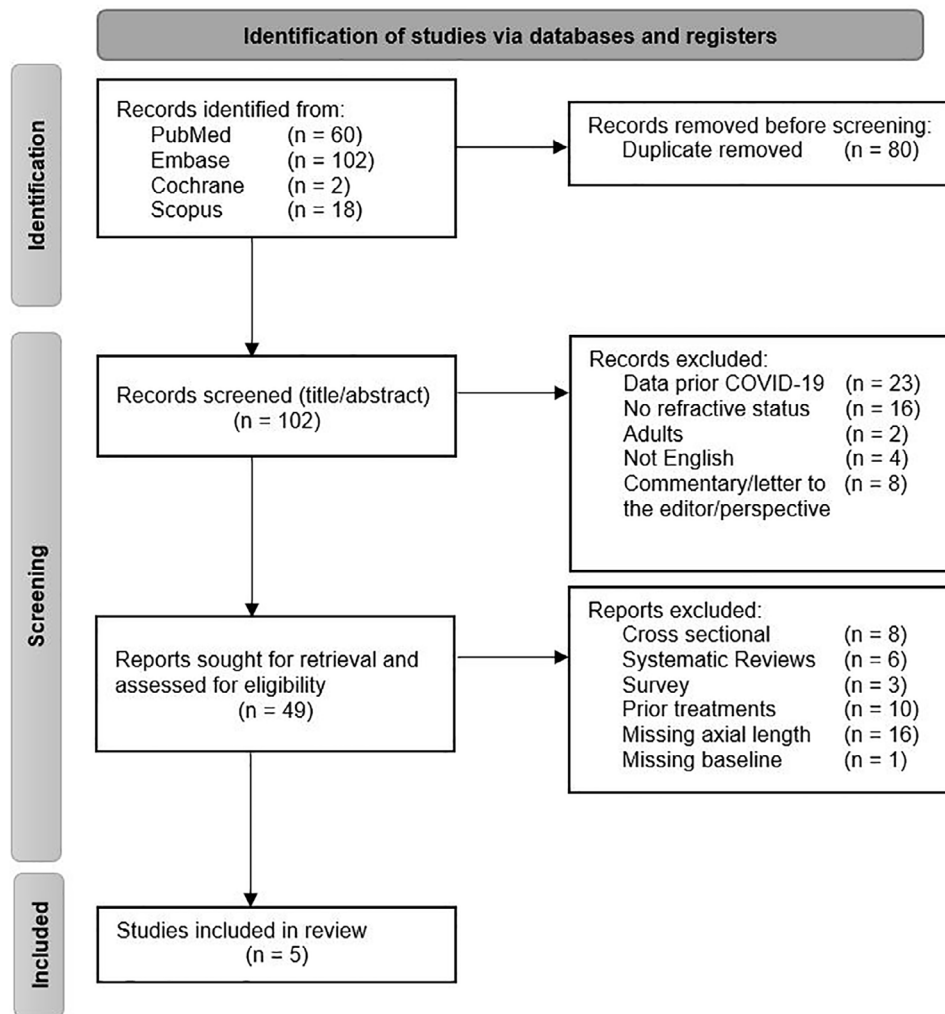 Identification of studies via databases and registers
Identification
Records identified from:
PubMed (n = 60)
Embase (n = 102)
Cochrane (n = 2)
Scopus (n = 18)
Records removed before screening:
Duplicate removed (n = 80)
Screening
Records screened (title/abstract)
(n = 102)
Records excluded:
Data prior COVID-19 (n = 23)
No refractive status (n = 16)
Adults (n = 2)
Not English (n = 4)
Commentary/letter to (n = 8)
the editor/perspective
Reports sought for retrieval and
assessed for eligibility
(n = 49)
Reports excluded:
Cross sectional (n = 8)
Systematic Reviews (n = 6)
Survey (n = 3)
Prior treatments (n = 10)
Missing axial length (n = 16)
Missing baseline (n = 1)
Included
Studies included in review
(n = 5)